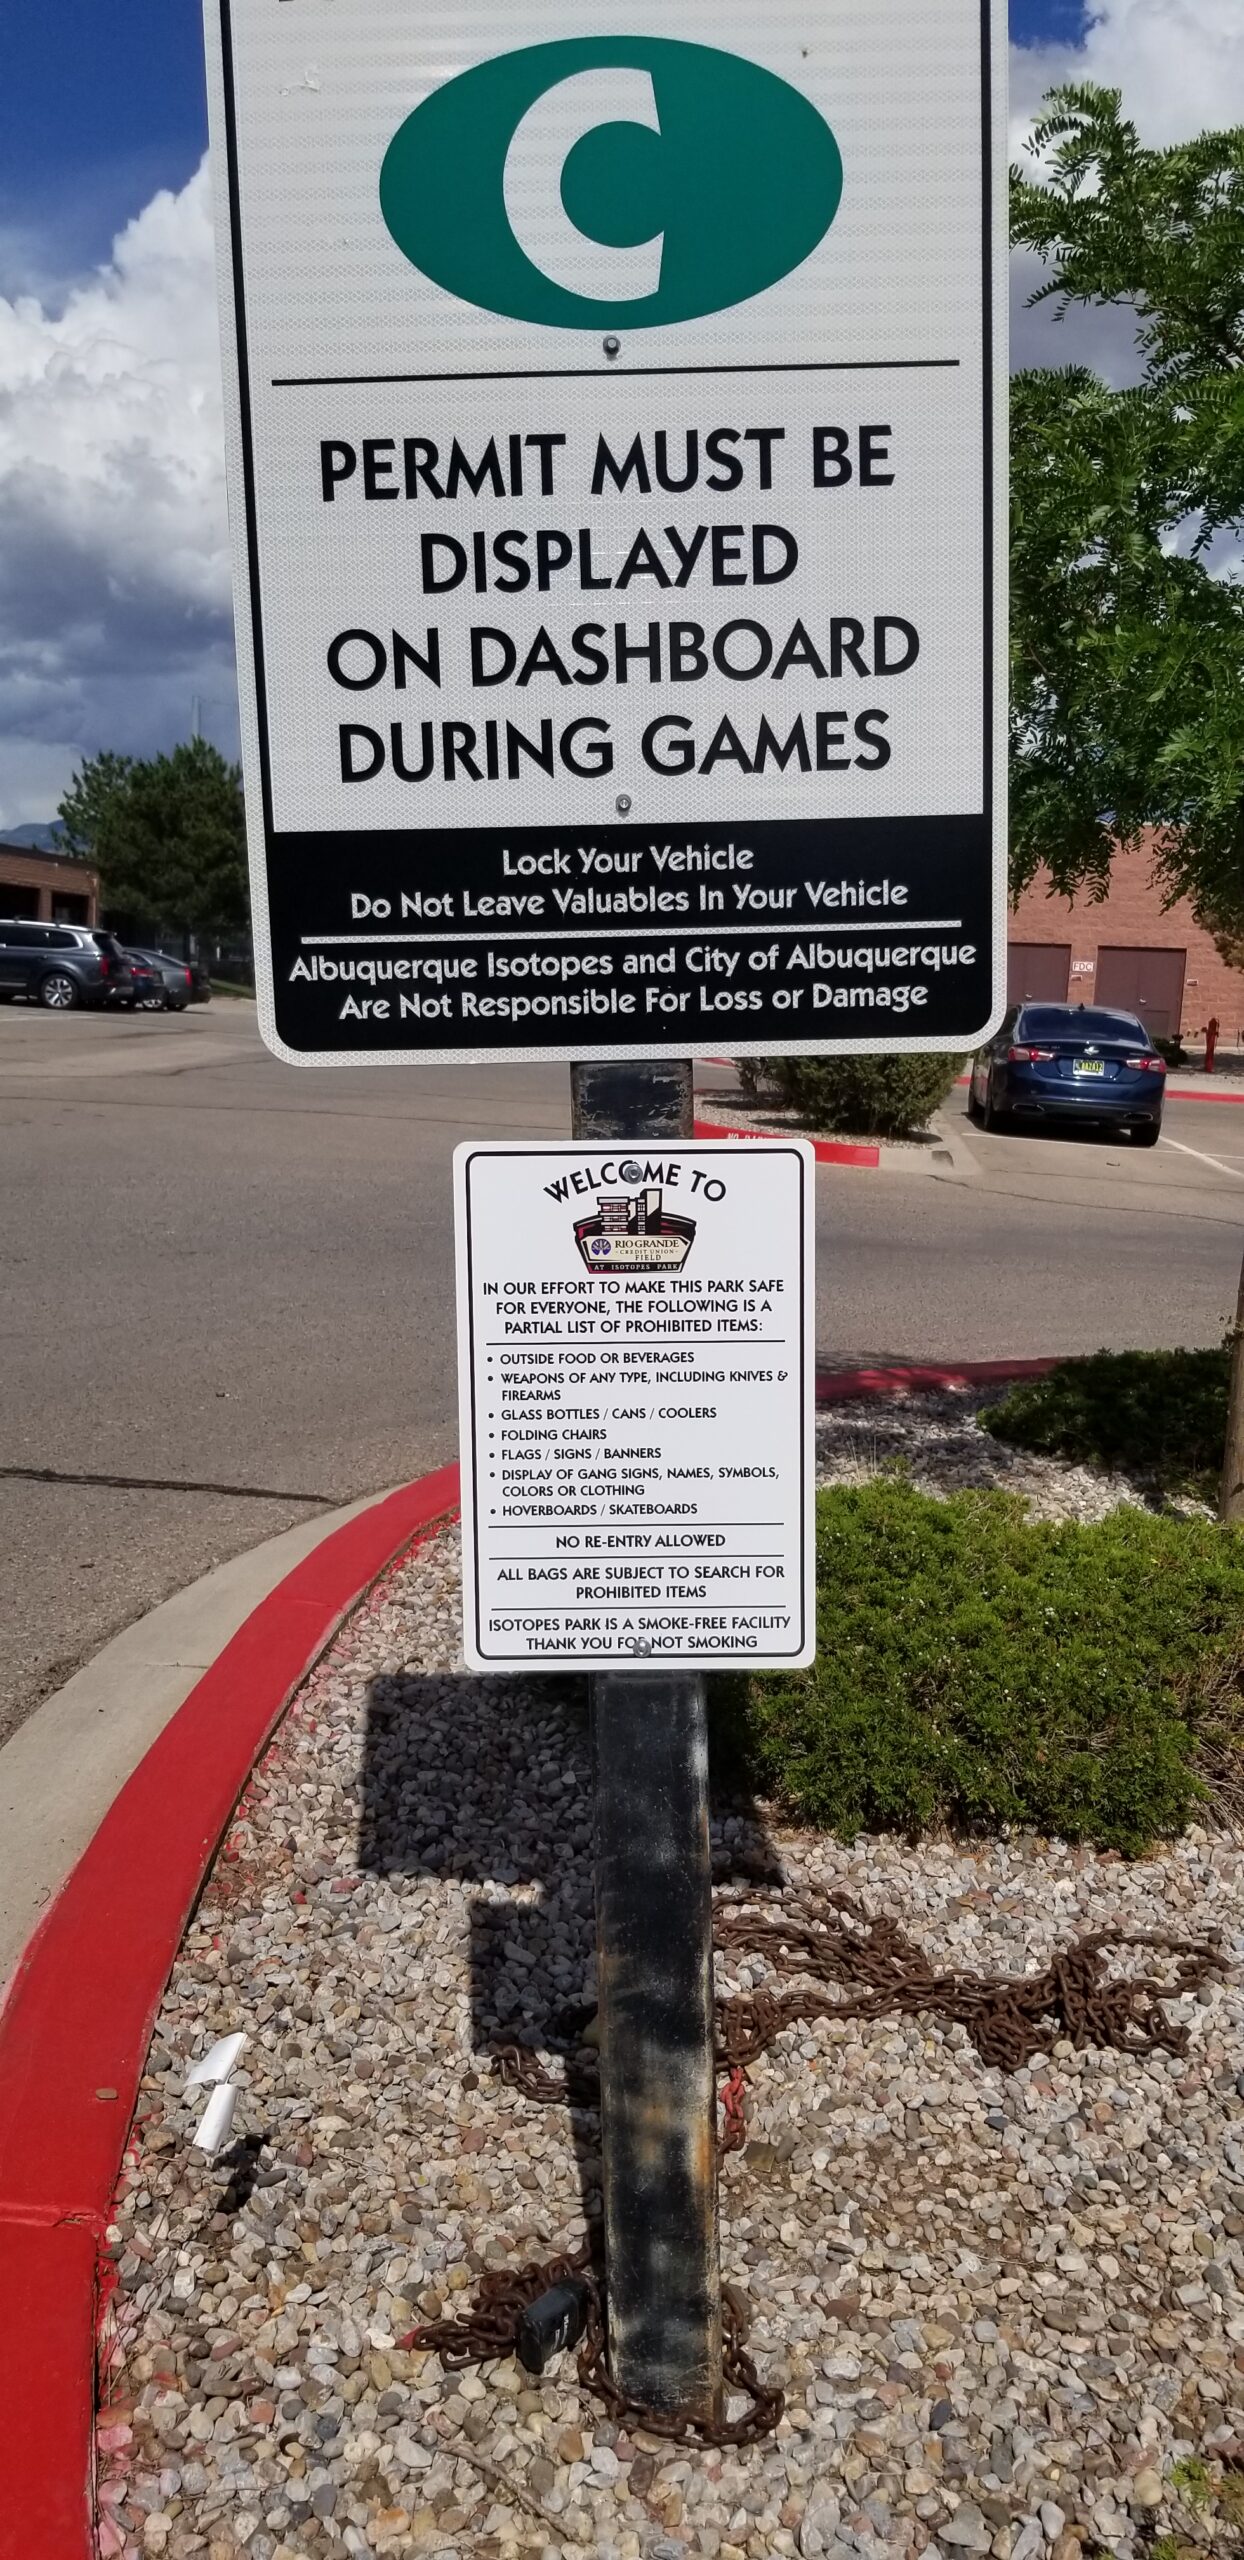 C
PERMIT MUST BE
DISPLAYED
ON DASHBOARD
DURING GAMES
Lock Your Vehicle
Do Not Leave Valuables In Your Vehicle
Albuquerque Isotopes and City of Albuquerque
Are Not Responsible For Loss or Damage
FDC
WELCOME TO
RIO GRANDE
CREDIT UNION
FIELD
AT ISOTOPES PARK
IN OUR EFFORT TO MAKE THIS PARK SAFE
FOR EVERYONE, THE FOLLOWING IS A
PARTIAL LIST OF PROHIBITED ITEMS:
• OUTSIDE FOOD OR BEVERAGES
• WEAPONS OF ANY TYPE, INCLUDING KNIVES &
FIREARMS
• GLASS BOTTLES / CANS / COOLERS
• FOLDING CHAIRS
• FLAGS / SIGNS / BANNERS
• DISPLAY OF GANG SIGNS, NAMES, SYMBOLS,
COLORS OR CLOTHING
• HOVERBOARDS / SKATEBOARDS
NO RE-ENTRY ALLOWED
ALL BAGS ARE SUBJECT TO SEARCH FOR
PROHIBITED ITEMS
ISOTOPES PARK IS A SMOKE-FREE FACILITY
THANK YOU FOR NOT SMOKING